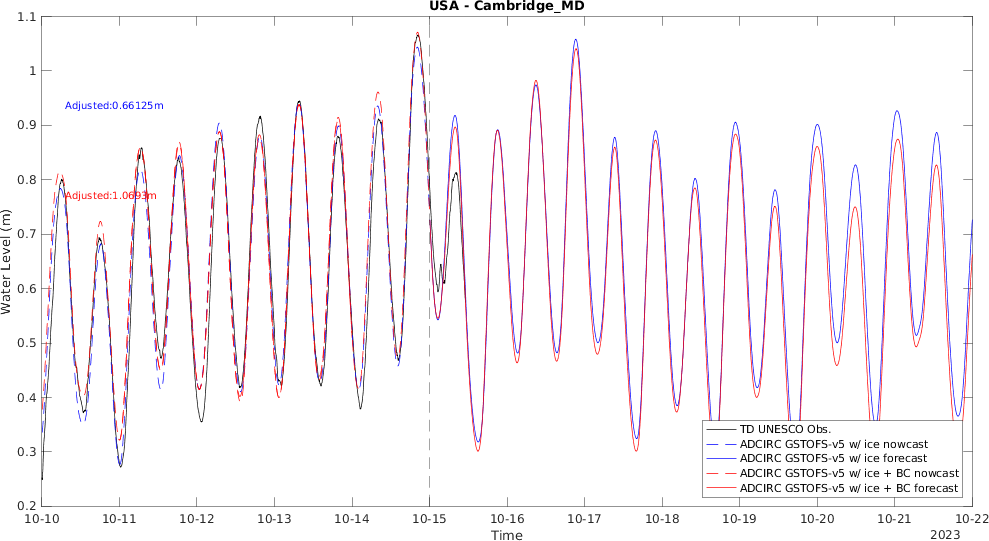 USA - Cambridge_MD
1.1
1
0.9
0.8
0.7
0.6
0.5
0.4
0.3
0.2
Water Level (m)
Adjusted:0.66125m
Adjusted:1.0693m
TD UNESCO Obs.
ADCIRC GSTOFS-v5 w/ ice nowcast
ADCIRC GSTOFS-v5 w/ ice forecast
ADCIRC GSTOFS-v5 w/ ice + BC nowcast
ADCIRC GSTOFS-v5 w/ ice + BC forecast
10-10 10-11 10-12 10-13 10-14 10-15 10-16 10-17 10-18 10-19 10-20 10-21 10-22
Time
2023